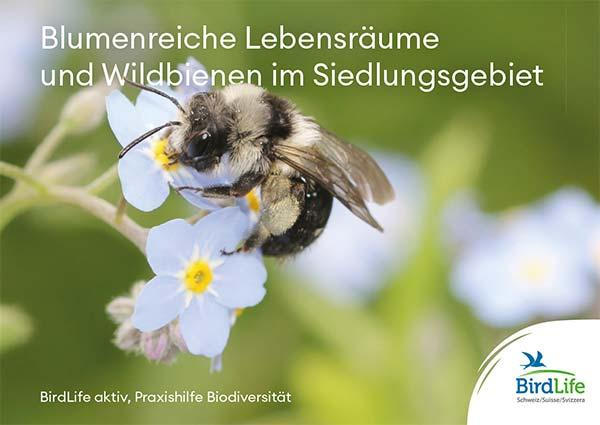 Blumenreiche Lebensräume
und Wildbienen im Siedlungsgebiet
BirdLife aktiv, Praxishilfe Biodiversität
BirdLife
Schweiz/Suisse/Svizzera